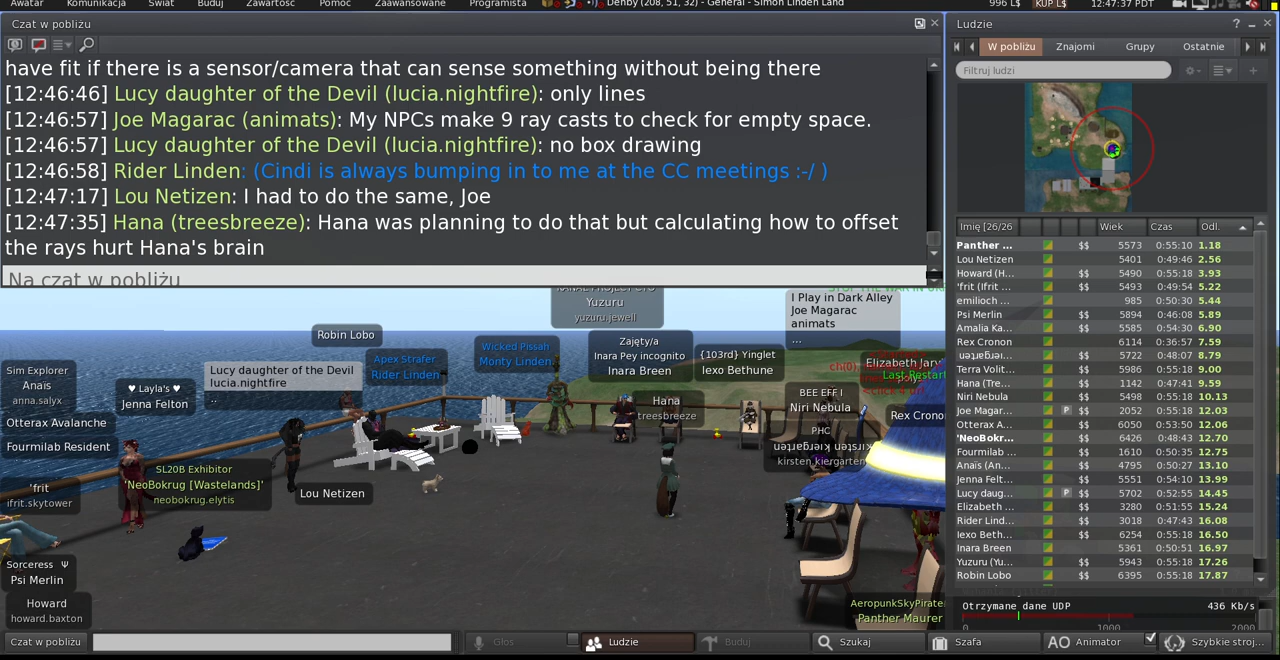 Awatar Komunikacja Świat Buduj Zawartość Pomoc Zaawansowane Programista Denby (208, 51, 32) - General - Simon Linden Land 996 L$ KUP L$ 12:47:37 PDT
Czat w pobliżu
have fit if there is a sensor/camera that can sense something without being there
[12:46:46] Lucy daughter of the Devil (lucia.nightfire): only lines
[12:46:57] Joe Magarac (animats): My NPCs make 9 ray casts to check for empty space.
[12:46:57] Lucy daughter of the Devil (lucia.nightfire): no box drawing
[12:46:58] Rider Linden: (Cindi is always bumping in to me at the CC meetings :-/ )
[12:47:17] Lou Netizen: I had to do the same, Joe
[12:47:35] Hana (treesbreeze): Hana was planning to do that but calculating how to offset
the rays hurt Hana's brain
Na czat w pobliżu
Yuzuru
yuzuru.jewell
I Play in Dark Alley
Joe Magarac
animats
...
Robin Lobo
Wicked Pissah
Monty Linden
Zajęty/a
Inara Pey incognito
Inara Breen
{103rd} Yinglet
Iexo Bethune
Apex Strafer
Rider Linden
Lucy daughter of the Devil
lucia.nightfire
...
Sim Explorer
Anaïs
anna.salyx
♥ Layla's ♥
Jenna Felton
Otterax Avalanche
Fourmilab Resident
Hana
treesbreeze
Elizabeth Jarv
Last Restart
BEE EFF I
Niri Nebula
Rex Crono
PHC
kirsten.kiergarten
SL20B Exhibitor
'NeoBokrug [Wastelands]'
neobokrug.elytis
Lou Netizen
'frit
ifrit.skytower
Sorceress Ψ
Psi Merlin
Howard
howard.baxton
AeropunkSkyPirate
Panther Maurer
Ludzie
W pobliżu Znajomi Grupy Ostatnie
Filtruj ludzi
Imię [26/26 Wiek Czas Odl.
Panther ... $$ 5573 0:55:10 1.18
Lou Netizen 5401 0:49:46 2.56
Howard (H... $$ 5490 0:55:18 3.93
'frit (Ifrit ... $$ 5493 0:49:54 5.22
emilioch ... 985 0:50:30 5.44
Psi Merlin $$ 5894 0:46:08 5.89
Amalia Ka... $$ 5585 0:54:30 6.90
Rex Cronon 6114 0:36:57 7.59
$$ 5722 0:48:07 8.79
Terra Volit... $$ 5986 0:55:18 9.00
Hana (Tre... $$ 1142 0:47:41 9.59
Niri Nebula $$ 5498 0:55:18 10.13
Joe Magar... P $$ 2052 0:55:18 12.03
Otterax A... $$ 6050 0:53:50 12.06
'NeoBokr... $$ 6426 0:48:43 12.70
Fourmilab ... $$ 1610 0:50:35 12.75
Anaïs (An... $$ 4795 0:50:27 13.10
Jenna Felt... $$ 5551 0:54:10 13.99
Lucy daug... P $$ 5702 0:52:55 14.45
Elizabeth ... $$ 3280 0:51:55 15.24
Rider Lind... $$ 3018 0:47:43 16.08
Iexo Beth... $$ 6254 0:55:18 16.50
Inara Breen 5361 0:50:51 16.97
Yuzuru (Yu... $$ 5943 0:55:18 17.26
Robin Lobo $$ 6395 0:55:18 17.87
Otrzymane dane UDP 436 Kb/s
0 1000 2000
Czat w pobliżu Głos Ludzie Buduj Szukaj Szafa AO Animator Szybkie stroj...